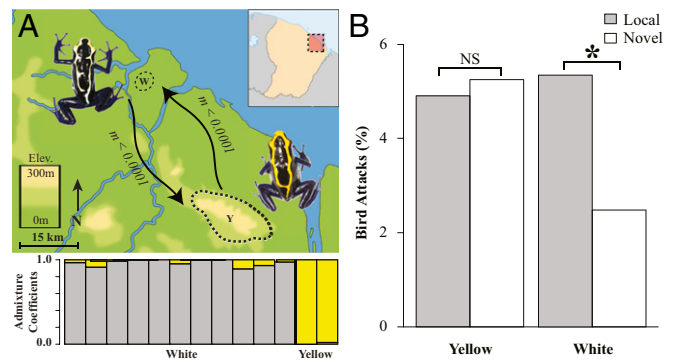 A
W
m < 0.0001
m < 0.0001
Elev.
300m
0m
N
15 km
Y
1.0
0.0
Admixture
Coefficients
White
Yellow
B
Local
Novel
6
4
2
0
Bird Attacks (%)
NS
*
Yellow
White